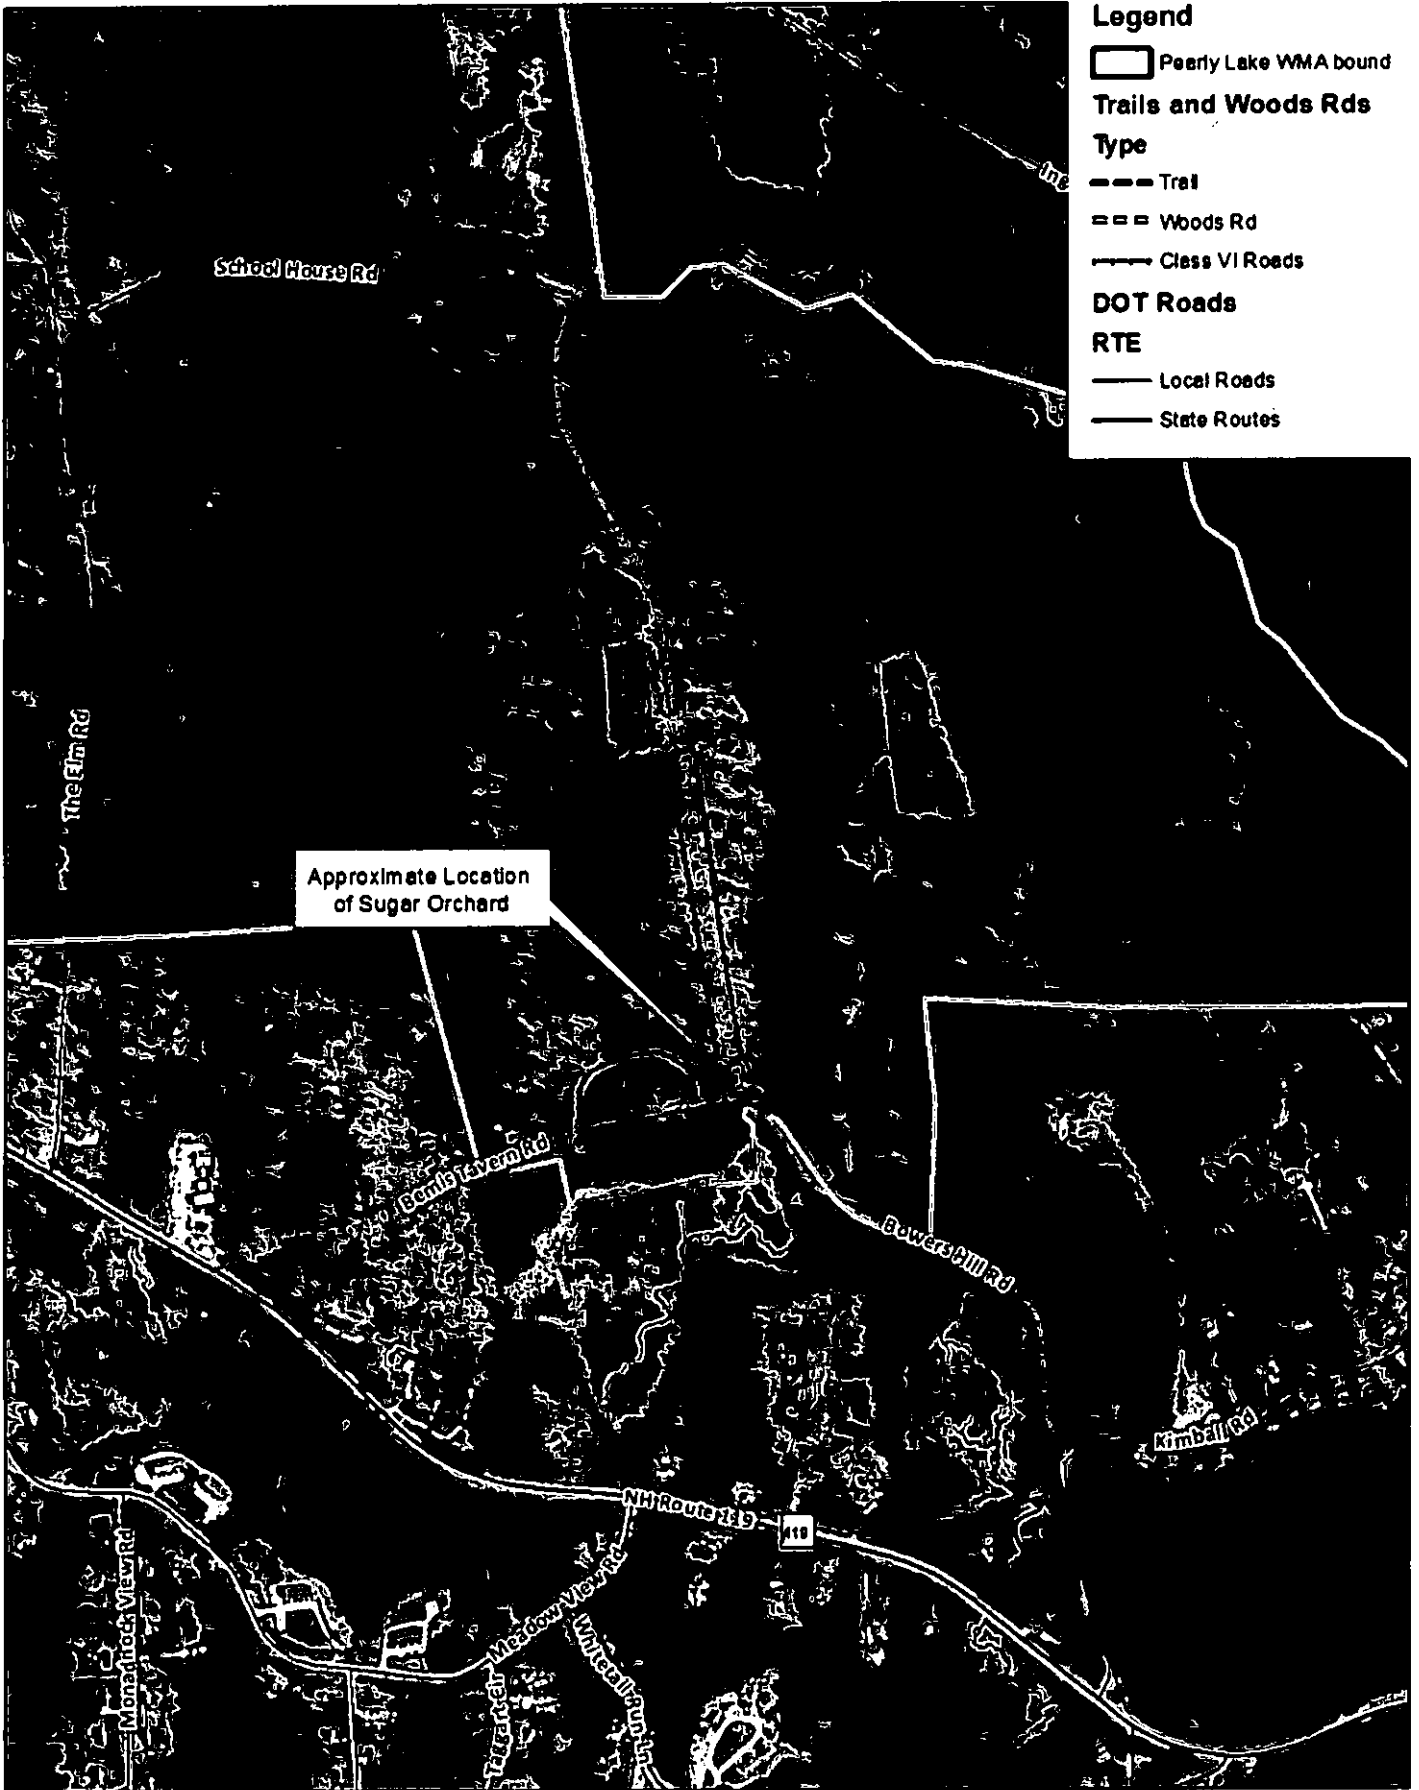 Legend
Pearly Lake WMA bound
Trails and Woods Rds
Type
Trail
Woods Rd
Class VI Roads
DOT Roads
RTE
Local Roads
State Routes
School House Rd
The Elm Rd
Approximate Location
of Sugar Orchard
Bemis Tavern Rd
Bowers Hill Rd
Kimball Rd
NH Route 119
119
Monadnock View Rd
Meadow View Rd
Whitetail Run
Taggart Cir